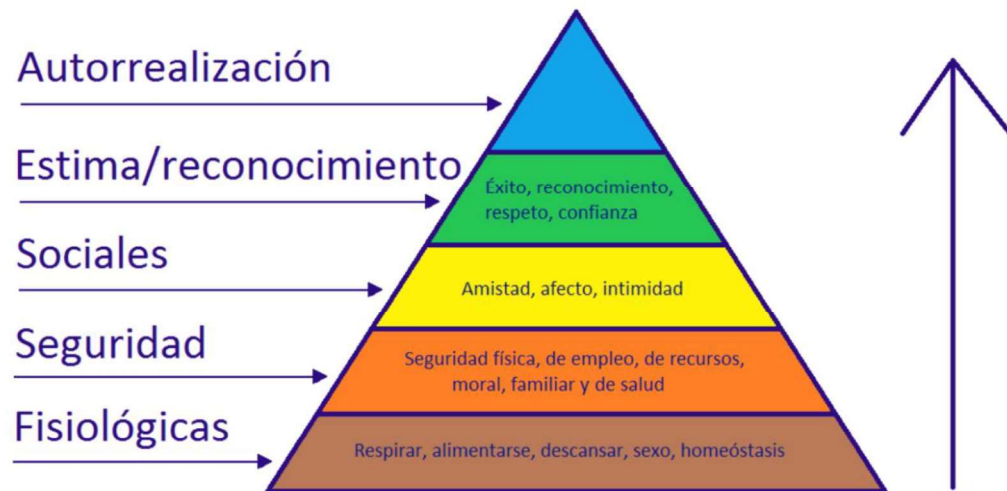 Autorrealización
Estima/reconocimiento
Éxito, reconocimiento,
respeto, confianza
Sociales
Amistad, afecto, intimidad
Seguridad
Seguridad física, de empleo, de recursos,
moral, familiar y de salud
Fisiológicas
Respirar, alimentarse, descansar, sexo, homeóstasis